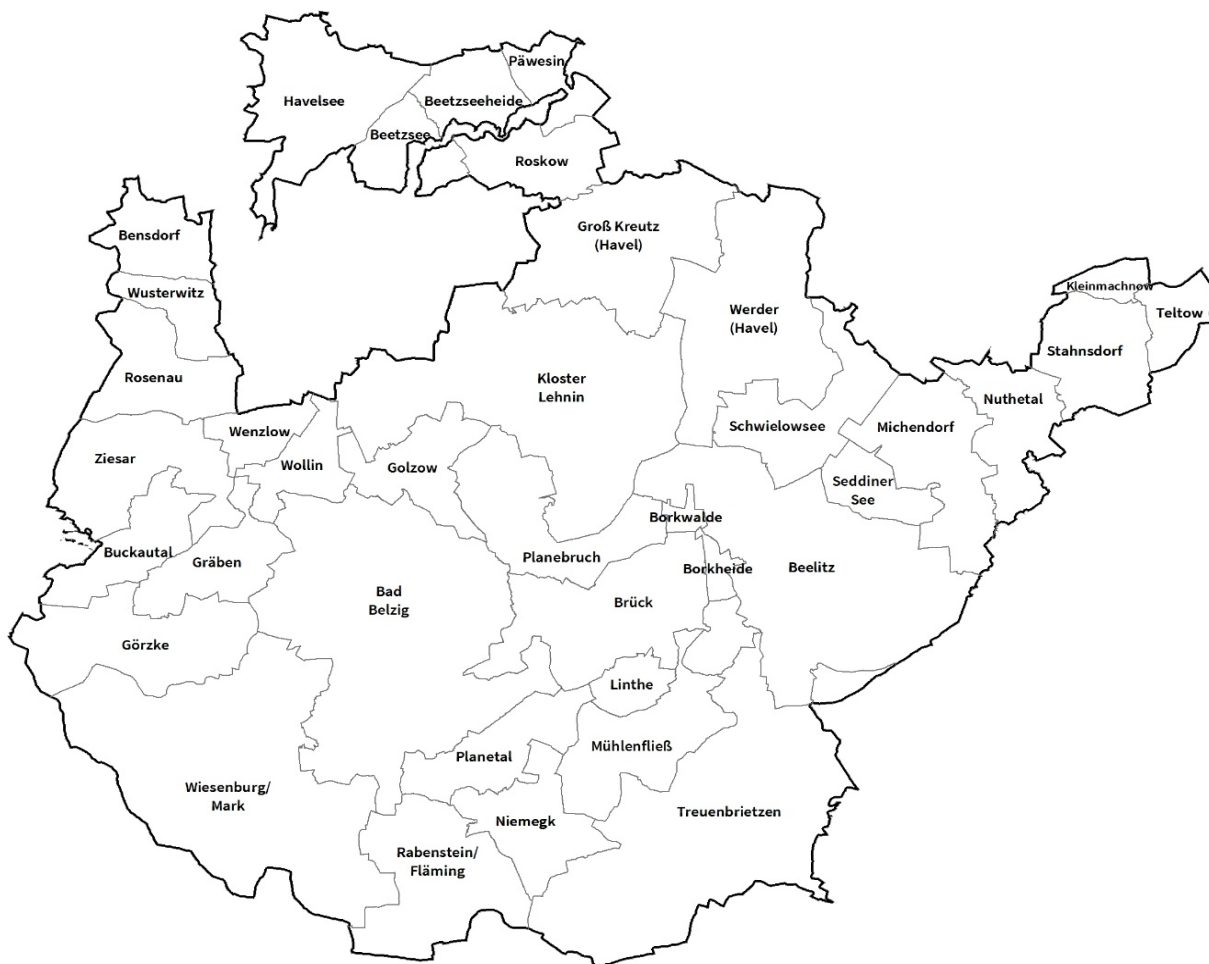 Päwesin
Havelsee
Beetzseeheide
Beetzsee
Roskow
Groß Kreutz
(Havel)
Bensdorf
Kleinmachnow
Wusterwitz
Werder
(Havel)
Teltow
Stahnsdorf
Rosenau
Kloster
Lehnin
Nuthetal
Wenzlow
Schwielowsee
Michendorf
Ziesar
Wollin
Golzow
Seddiner
See
Borkwalde
Buckautal
Gräben
Planebruch
Borkheide
Beelitz
Bad
Belzig
Brück
Görzke
Linthe
Mühlenfließ
Planetal
Wiesenburg/
Mark
Niemegk
Treuenbrietzen
Rabenstein/
Fläming